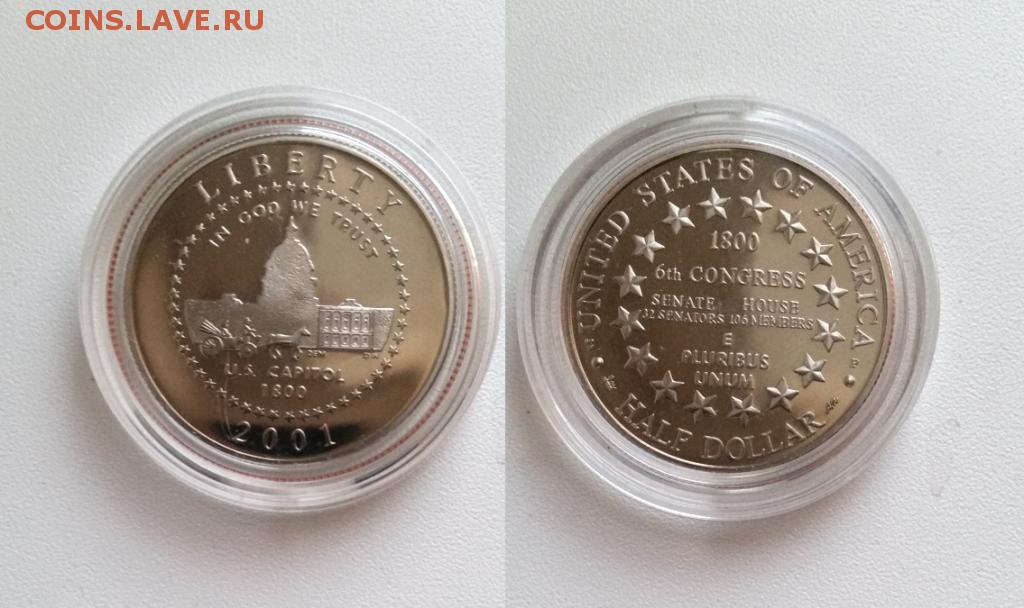 COINS.LAVE.RU
LIBERTY
IN GOD WE TRUST
U.S. CAPITOL
1800
2001
UNITED STATES OF AMERICA
1800
6th CONGRESS
SENATE HOUSE
32 SENATORS 106 MEMBERS
E
PLURIBUS
UNUM
HALF DOLLAR